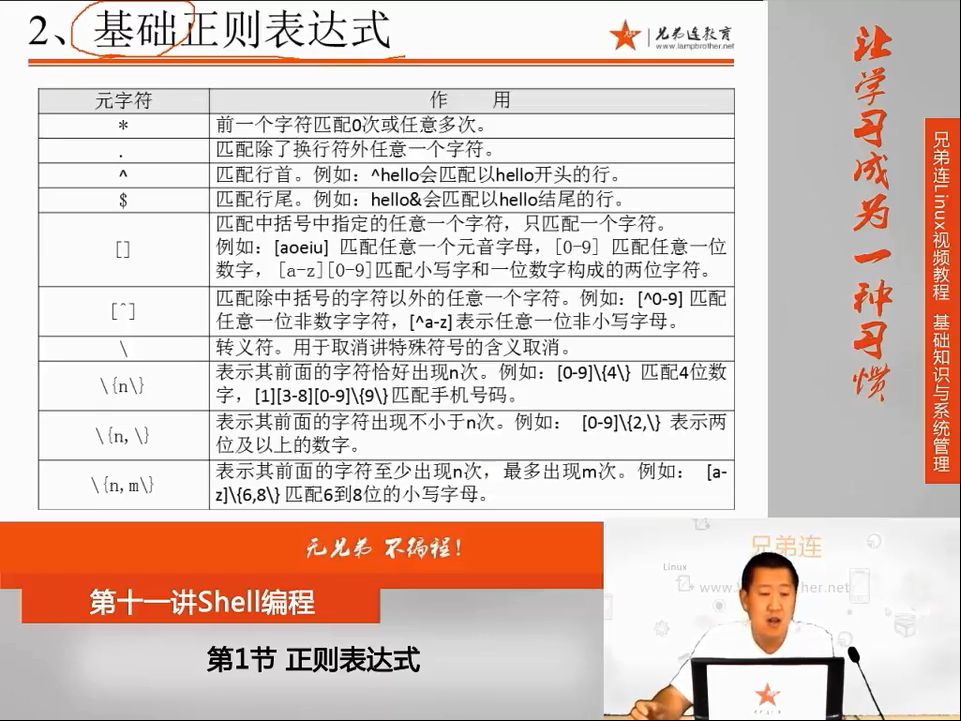 2、基础正则表达式
兄弟连教育
www.lampbrother.net
元字符 作 用
* 前一个字符匹配0次或任意多次。
. 匹配除了换行符外任意一个字符。
^ 匹配行首。例如：^hello会匹配以hello开头的行。
$ 匹配行尾。例如：hello&会匹配以hello结尾的行。
[] 匹配中括号中指定的任意一个字符，只匹配一个字符。
例如：[aoeiu] 匹配任意一个元音字母，[0-9] 匹配任意一位
数字，[a-z][0-9]匹配小写字和一位数字构成的两位字符。
[^] 匹配除中括号的字符以外的任意一个字符。例如：[^0-9] 匹配
任意一位非数字字符，[^a-z] 表示任意一位非小写字母。
\ 转义符。用于取消讲特殊符号的含义取消。
\{n\} 表示其前面的字符恰好出现n次。例如：[0-9]\{4\} 匹配4位数
字，[1][3-8][0-9]\{9\} 匹配手机号码。
\{n,\} 表示其前面的字符出现不小于n次。例如： [0-9]\{2,\} 表示两
位及以上的数字。
\{n,m\} 表示其前面的字符至少出现n次，最多出现m次。例如： [a-
z]\{6,8\} 匹配6到8位的小写字母。
让学习成为一种习惯
兄弟连Linux视频教程 基础知识与系统管理
无兄弟 不编程！
第十一讲Shell编程
第1节 正则表达式
兄弟连
Linux